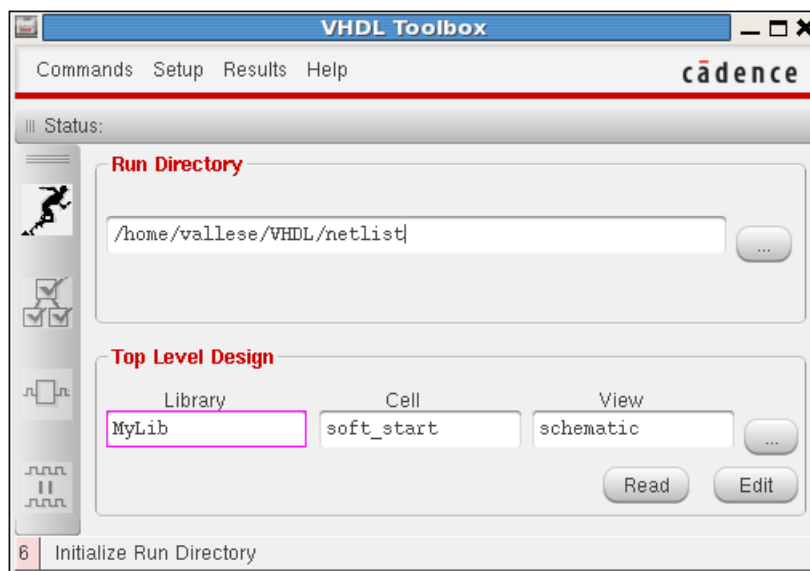 VHDL Toolbox
Commands Setup Results Help cādence
Status:
Run Directory
/home/vallese/VHDL/netlist
...
Top Level Design
Library Cell View
MyLib soft_start schematic ...
Read Edit
6 Initialize Run Directory